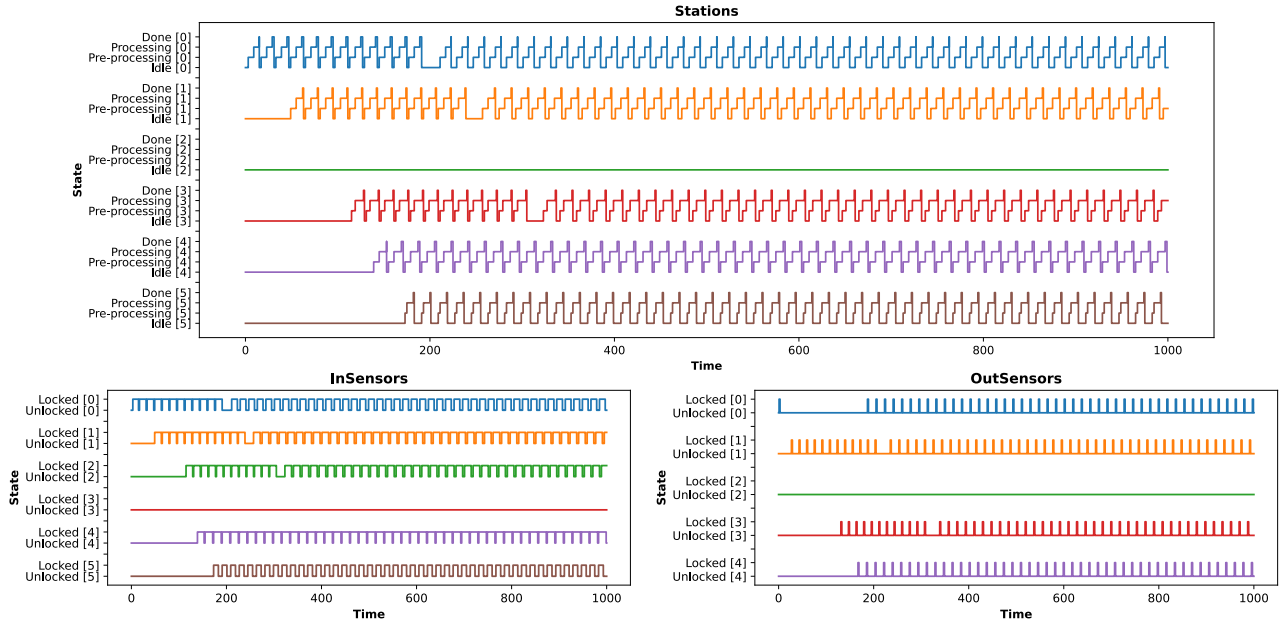 Stations
Done [0]
Processing [0]
Pre-processing [0]
Idle [0]
Done [1]
Processing [1]
Pre-processing [1]
Idle [1]
Done [2]
Processing [2]
Pre-processing [2]
Idle [2]
Done [3]
Processing [3]
Pre-processing [3]
Idle [3]
Done [4]
Processing [4]
Pre-processing [4]
Idle [4]
Done [5]
Processing [5]
Pre-processing [5]
Idle [5]
State
0 200 400 600 800 1000
Time
InSensors
Locked [0]
Unlocked [0]
Locked [1]
Unlocked [1]
Locked [2]
Unlocked [2]
Locked [3]
Unlocked [3]
Locked [4]
Unlocked [4]
Locked [5]
Unlocked [5]
State
0 200 400 600 800 1000
Time
OutSensors
Locked [0]
Unlocked [0]
Locked [1]
Unlocked [1]
Locked [2]
Unlocked [2]
Locked [3]
Unlocked [3]
Locked [4]
Unlocked [4]
State
0 200 400 600 800 1000
Time